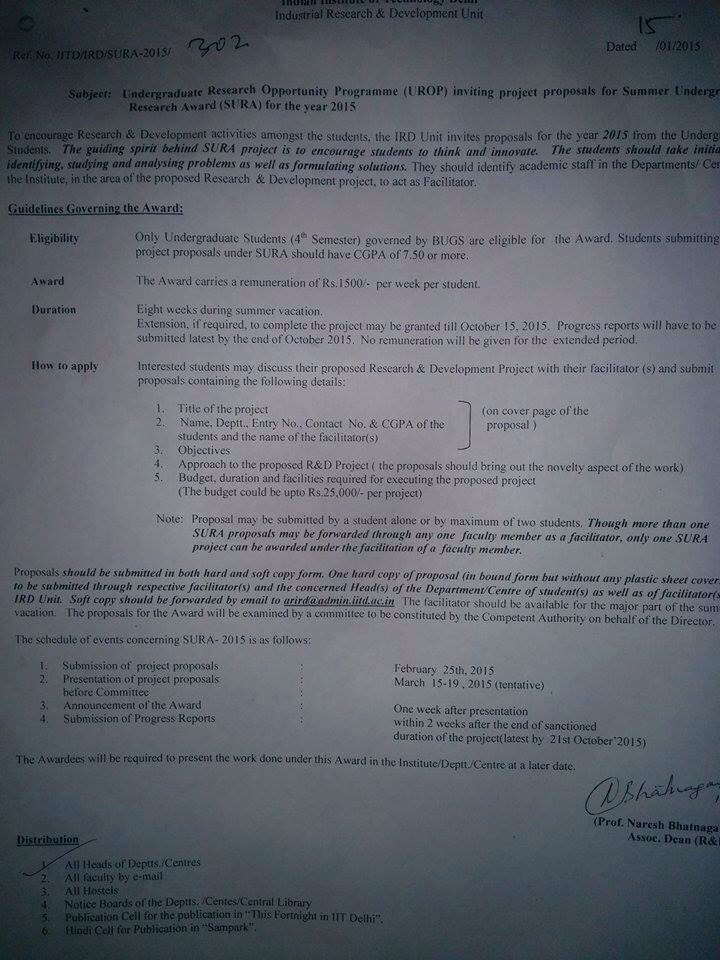 Indian Institute of Technology Delhi
Industrial Research & Development Unit
Ref. No. IITD/IRD/SURA-2015/ 302
Dated 15 /01/2015
Subject: Undergraduate Research Opportunity Programme (UROP) inviting project proposals for Summer Undergr
Research Award (SURA) for the year 2015
To encourage Research & Development activities amongst the students, the IRD Unit invites proposals for the year 2015 from the Underg
Students. The guiding spirit behind SURA project is to encourage students to think and innovate. The students should take initia
identifying, studying and analysing problems as well as formulating solutions. They should identify academic staff in the Departments/ Cen
the Institute, in the area of the proposed Research & Development project, to act as Facilitator.
Guidelines Governing the Award:
Eligibility Only Undergraduate Students (4th Semester) governed by BUGS are eligible for the Award. Students submitting
project proposals under SURA should have CGPA of 7.50 or more.
Award The Award carries a remuneration of Rs.1500/- per week per student.
Duration Eight weeks during summer vacation.
Extension, if required, to complete the project may be granted till October 15, 2015. Progress reports will have to be
submitted latest by the end of October 2015. No remuneration will be given for the extended period.
How to apply Interested students may discuss their proposed Research & Development Project with their facilitator (s) and submit
proposals containing the following details:
1. Title of the project (on cover page of the
2. Name, Deptt., Entry No., Contact No. & CGPA of the proposal )
students and the name of the facilitator(s)
3. Objectives
4. Approach to the proposed R&D Project ( the proposals should bring out the novelty aspect of the work)
5. Budget, duration and facilities required for executing the proposed project
(The budget could be upto Rs.25,000/- per project)
Note: Proposal may be submitted by a student alone or by maximum of two students. Though more than one
SURA proposals may be forwarded through any one faculty member as a facilitator, only one SURA
project can be awarded under the facilitation of a faculty member.
Proposals should be submitted in both hard and soft copy form. One hard copy of proposal (in bound form but without any plastic sheet cover
to be submitted through respective facilitator(s) and the concerned Head(s) of the Department/Centre of student(s) as well as of facilitator(s
IRD Unit. Soft copy should be forwarded by email to arird@admin.iitd.ac.in The facilitator should be available for the major part of the sum
vacation. The proposals for the Award will be examined by a committee to be constituted by the Competent Authority on behalf of the Director.
The schedule of events concerning SURA- 2015 is as follows:
1. Submission of project proposals : February 25th, 2015
2. Presentation of project proposals : March 15-19, 2015 (tentative)
before Committee :
3. Announcement of the Award : One week after presentation
4. Submission of Progress Reports : within 2 weeks after the end of sanctioned
duration of the project(latest by 21st October'2015)
The Awardees will be required to present the work done under this Award in the Institute/Deptt./Centre at a later date.
NBhatnaga
(Prof. Naresh Bhatnaga
Assoc. Dean (R&
Distribution
1. All Heads of Deptts./Centres
2. All faculty by e-mail
3. All Hostels
4. Notice Boards of the Deptts. /Centes/Central Library
5. Publication Cell for the publication in "This Fortnight in IIT Delhi".
6. Hindi Cell for Publication in "Sampark".